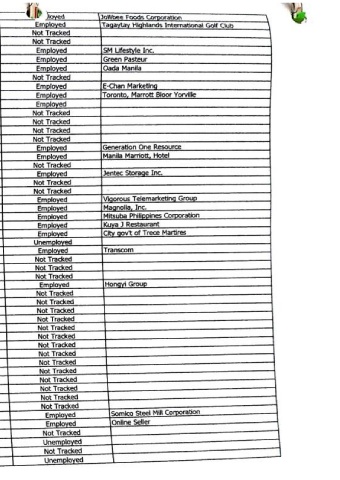 loyed Jollibee Foods Corporation
Employed Tagaytay Highlands International Golf Club
Not Tracked
Not Tracked
Employed SM Lifestyle Inc.
Employed Green Pasteur
Employed Oada Manila
Not Tracked
Employed E-Chan Marketing
Employed Toronto, Marrott Bloor Yorville
Employed
Not Tracked
Not Tracked
Not Tracked
Not Tracked
Employed Generation One Resource
Employed Manila Marriott, Hotel
Not Tracked
Employed Jentec Storage Inc.
Not Tracked
Not Tracked
Employed Vigorous Telemarketing Group
Employed Magnolia, Inc.
Employed Mitsuba Philippines Corporation
Employed Kuya J Restaurant
Employed City gov't of Trece Martires
Unemployed
Employed Transcom
Not Tracked
Not Tracked
Not Tracked
Employed Hongyi Group
Not Tracked
Not Tracked
Not Tracked
Not Tracked
Not Tracked
Not Tracked
Not Tracked
Not Tracked
Not Tracked
Not Tracked
Not Tracked
Not Tracked
Not Tracked
Not Tracked
Employed Somico Steel Mill Corporation
Employed Online Seller
Not Tracked
Unemployed
Not Tracked
Unemployed